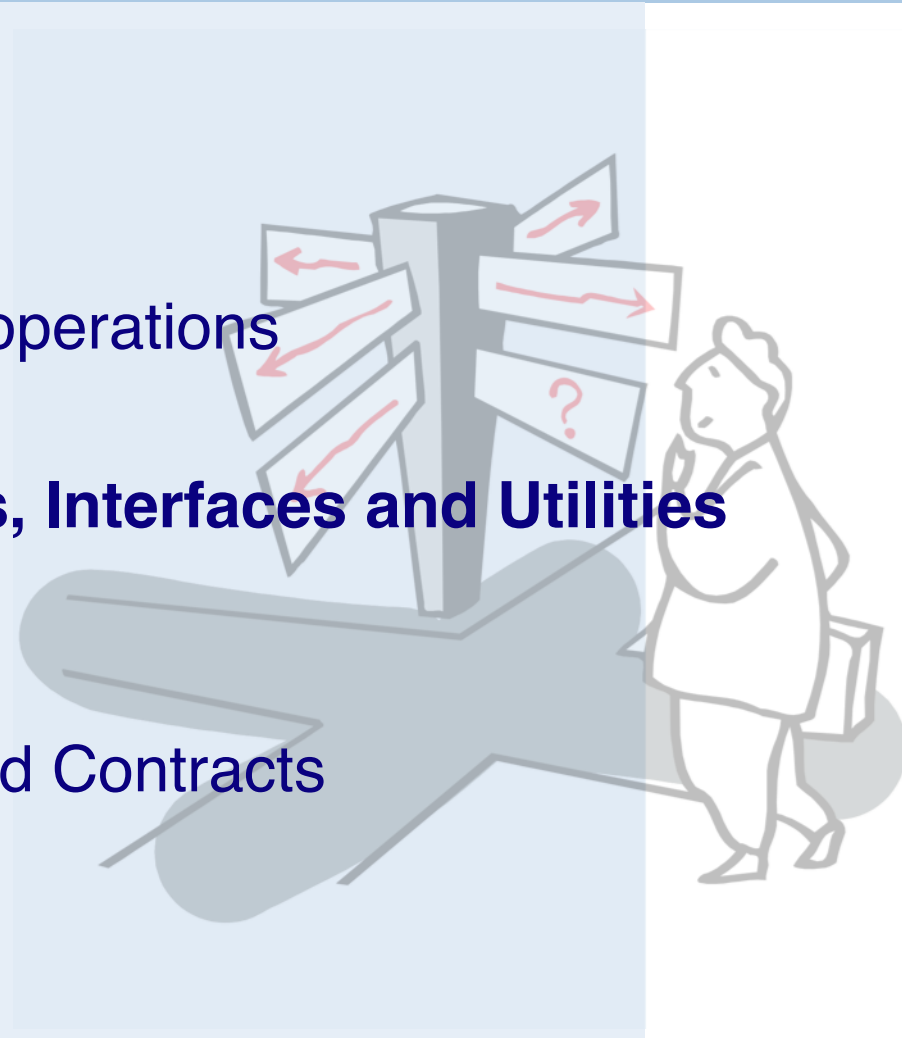 operations
s, Interfaces and Utilities
d Contracts
?